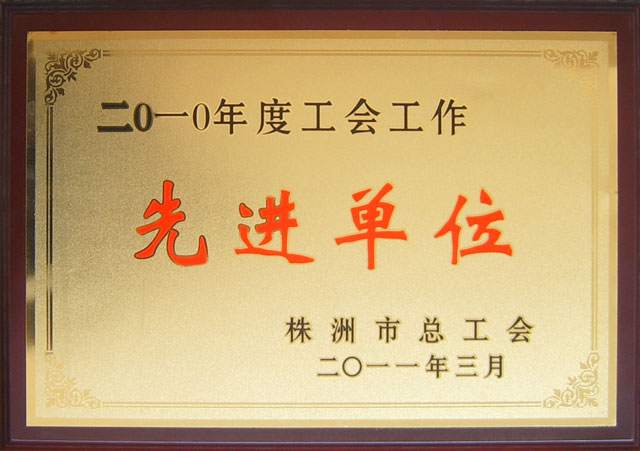 二0一0年度工会工作
先进单位
株洲市总工会
二〇一一年三月